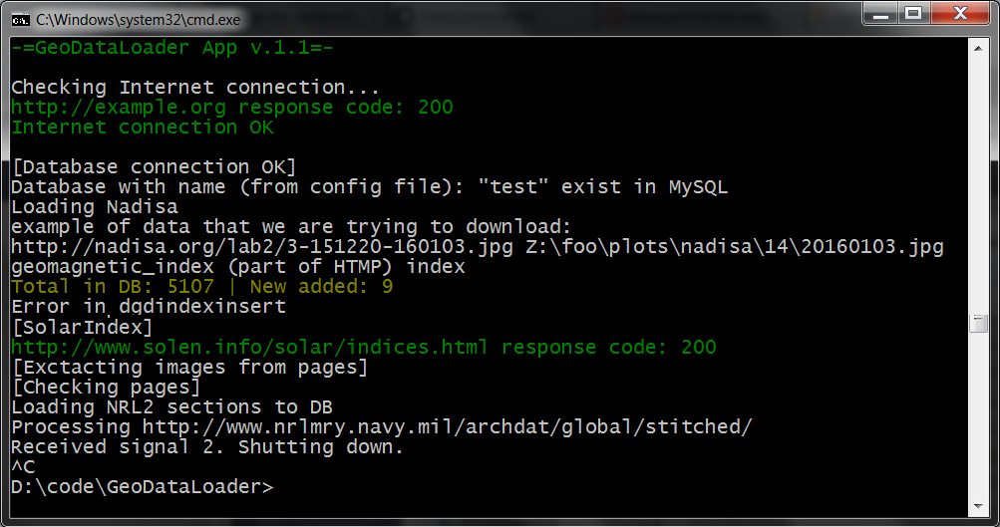 C:\Windows\system32\cmd.exe
-=GeoDataLoader App v.1.1=-
Checking Internet connection...
http://example.org response code: 200
Internet connection OK
[Database connection OK]
Database with name (from config file): "test" exist in MySQL
Loading Nadisa
example of data that we are trying to download:
http://nadisa.org/lab2/3-151220-160103.jpg Z:\foo\plots\nadisa\14\20160103.jpg
geomagnetic_index (part of HTMP) index
Total in DB: 5107 | New added: 9
Error in dgdindexinsert
[SolarIndex]
http://www.solen.info/solar/indices.html response code: 200
[Exctacting images from pages]
[Checking pages]
Loading NRL2 sections to DB
Processing http://www.nrlmry.navy.mil/archdat/global/stitched/
Received signal 2. Shutting down.
^C
D:\code\GeoDataLoader>